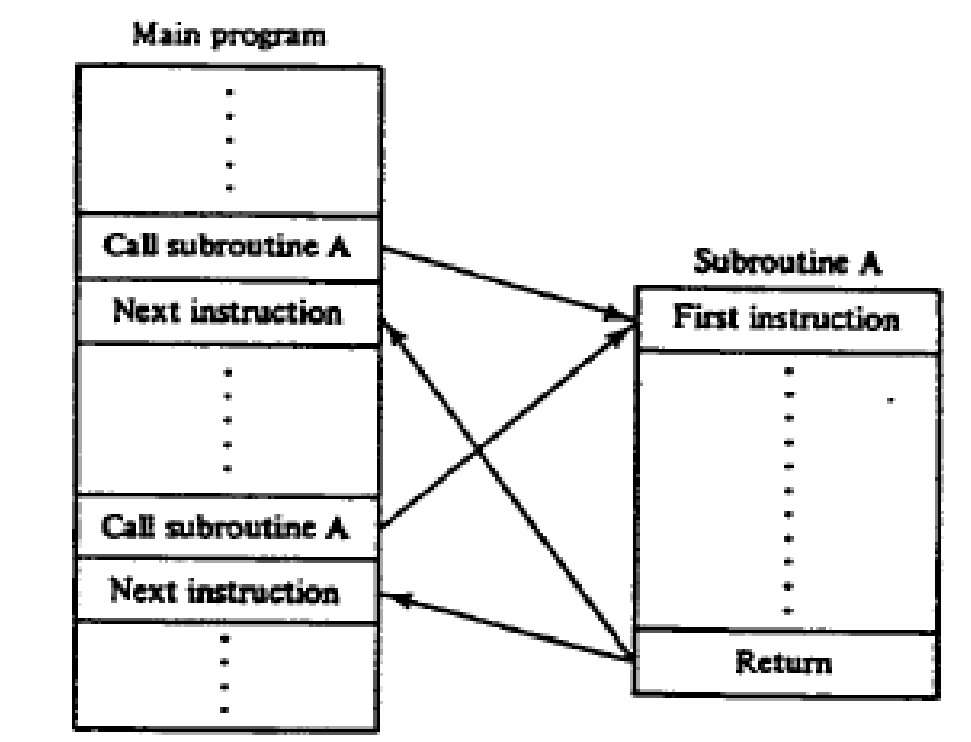 Main program
Call subroutine A
Next instruction
Call subroutine A
Next instruction
Subroutine A
First instruction
Return